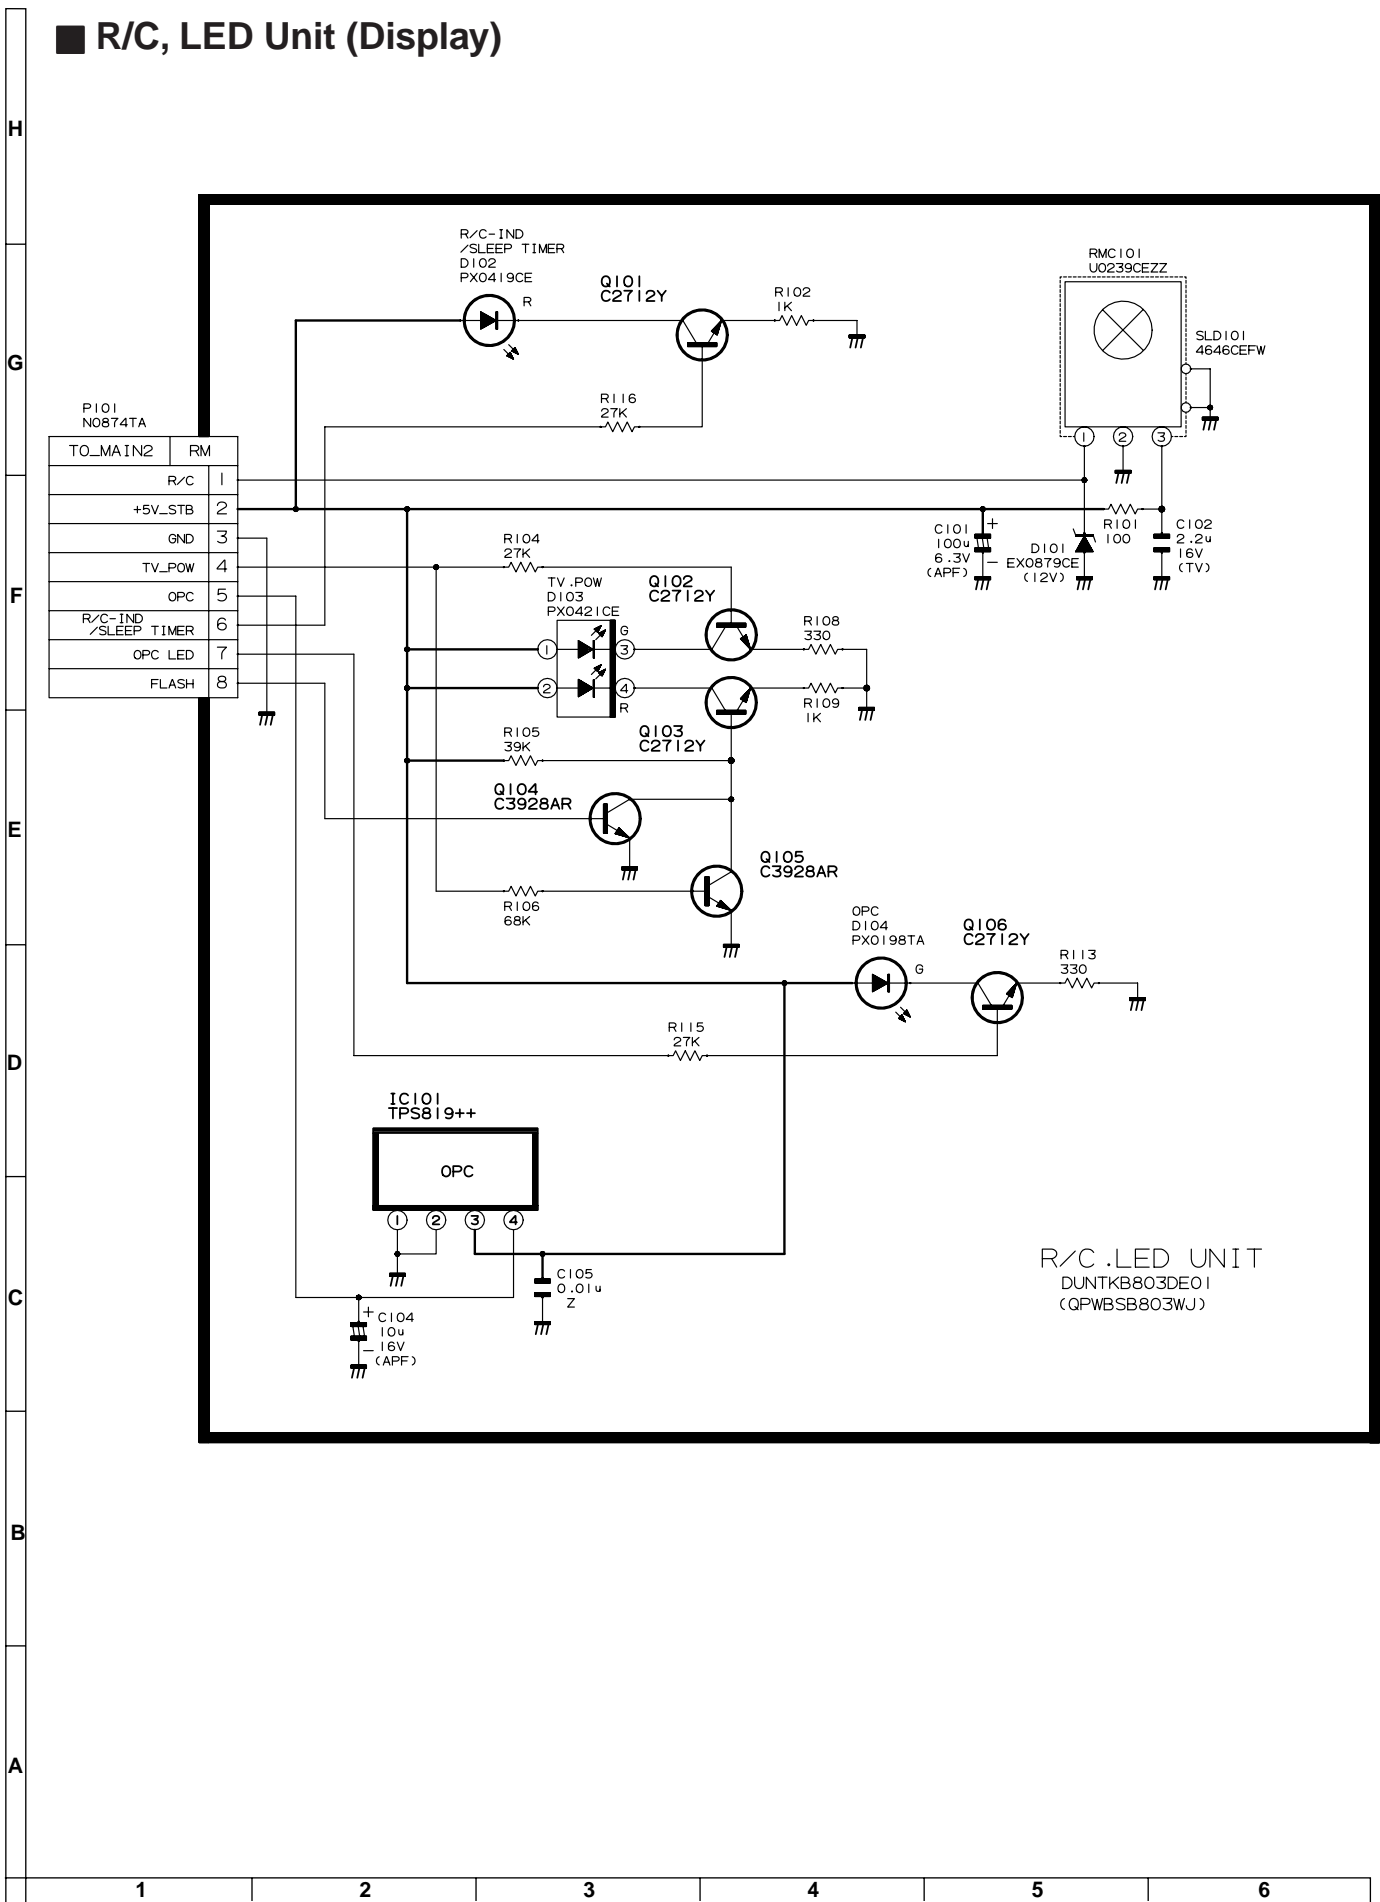 R/C, LED Unit (Display)
H
G
F
E
D
C
B
A
R/C-IND
/SLEEP TIMER
D102
PX0419CE
R
Q101
C2712Y
R102
1K
RMC101
U0239CEZZ
SLD101
4646CEFW
1
2
3
R116
27K
P101
N0874TA
TO_MAIN2 RM
R/C 1
+5V_STB 2
GND 3
TV_POW 4
OPC 5
R/C-IND
/SLEEP TIMER 6
OPC LED 7
FLASH 8
R104
27K
TV.POW
D103
PX0421CE
1
2
G
3
4
R
Q102
C2712Y
R108
330
R109
1K
Q103
C2712Y
C101
100u
6.3V
(APF)
+
-
D101
EX0879CE
(12V)
R101
100
C102
2.2u
16V
(TV)
R105
39K
Q104
C3928AR
Q105
C3928AR
R106
68K
OPC
D104
PX0198TA
G
Q106
C2712Y
R113
330
R115
27K
IC101
TPS819++
OPC
1
2
3
4
C105
0.01u
Z
+
-
C104
10u
16V
(APF)
R/C.LED UNIT
DUNTKB803DE01
(QPWBSB803WJ)
1 2 3 4 5 6